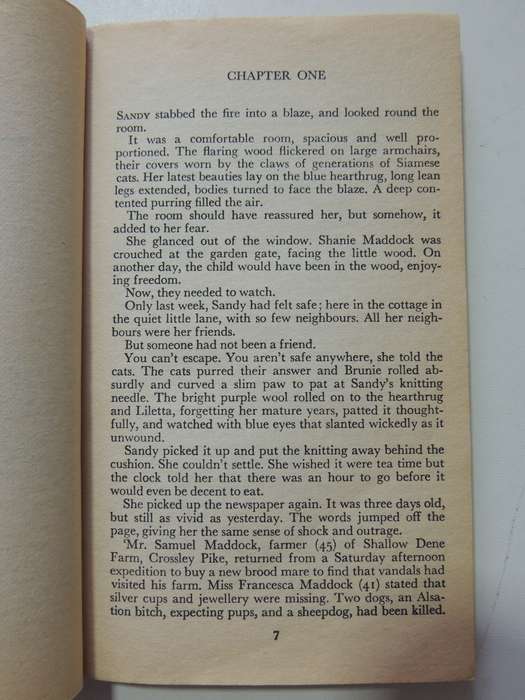 CHAPTER ONE
SANDY stabbed the fire into a blaze, and looked round the
room.
It was a comfortable room, spacious and well pro-
portioned. The flaring wood flickered on large armchairs,
their covers worn by the claws of generations of Siamese
cats. Her latest beauties lay on the blue hearthrug, long lean
legs extended, bodies turned to face the blaze. A deep con-
tented purring filled the air.
The room should have reassured her, but somehow, it
added to her fear.
She glanced out of the window. Shanie Maddock was
crouched at the garden gate, facing the little wood. On
another day, the child would have been in the wood, enjoy-
ing freedom.
Now, they needed to watch.
Only last week, Sandy had felt safe; here in the cottage in
the quiet little lane, with so few neighbours. All her neigh-
bours were her friends.
But someone had not been a friend.
You can't escape. You aren't safe anywhere, she told the
cats. The cats purred their answer and Brunie rolled ab-
surdly and curved a slim paw to pat at Sandy's knitting
needle. The bright purple wool rolled on to the hearthrug
and Liletta, forgetting her mature years, patted it thought-
fully, and watched with blue eyes that slanted wickedly as it
unwound.
Sandy picked it up and put the knitting away behind the
cushion. She couldn't settle. She wished it were tea time but
the clock told her that there was an hour to go before it
would even be decent to eat.
She picked up the newspaper again. It was three days old,
but still as vivid as yesterday. The words jumped off the
page, giving her the same sense of shock and outrage.
'Mr. Samuel Maddock, farmer (45) of Shallow Dene
Farm, Crossley Pike, returned from a Saturday afternoon
expedition to buy a new brood mare to find that vandals had
visited his farm. Miss Francesca Maddock (41) stated that
silver cups and jewellery were missing. Two dogs, an Alsa-
tion bitch, expecting pups, and a sheepdog, had been killed.
7